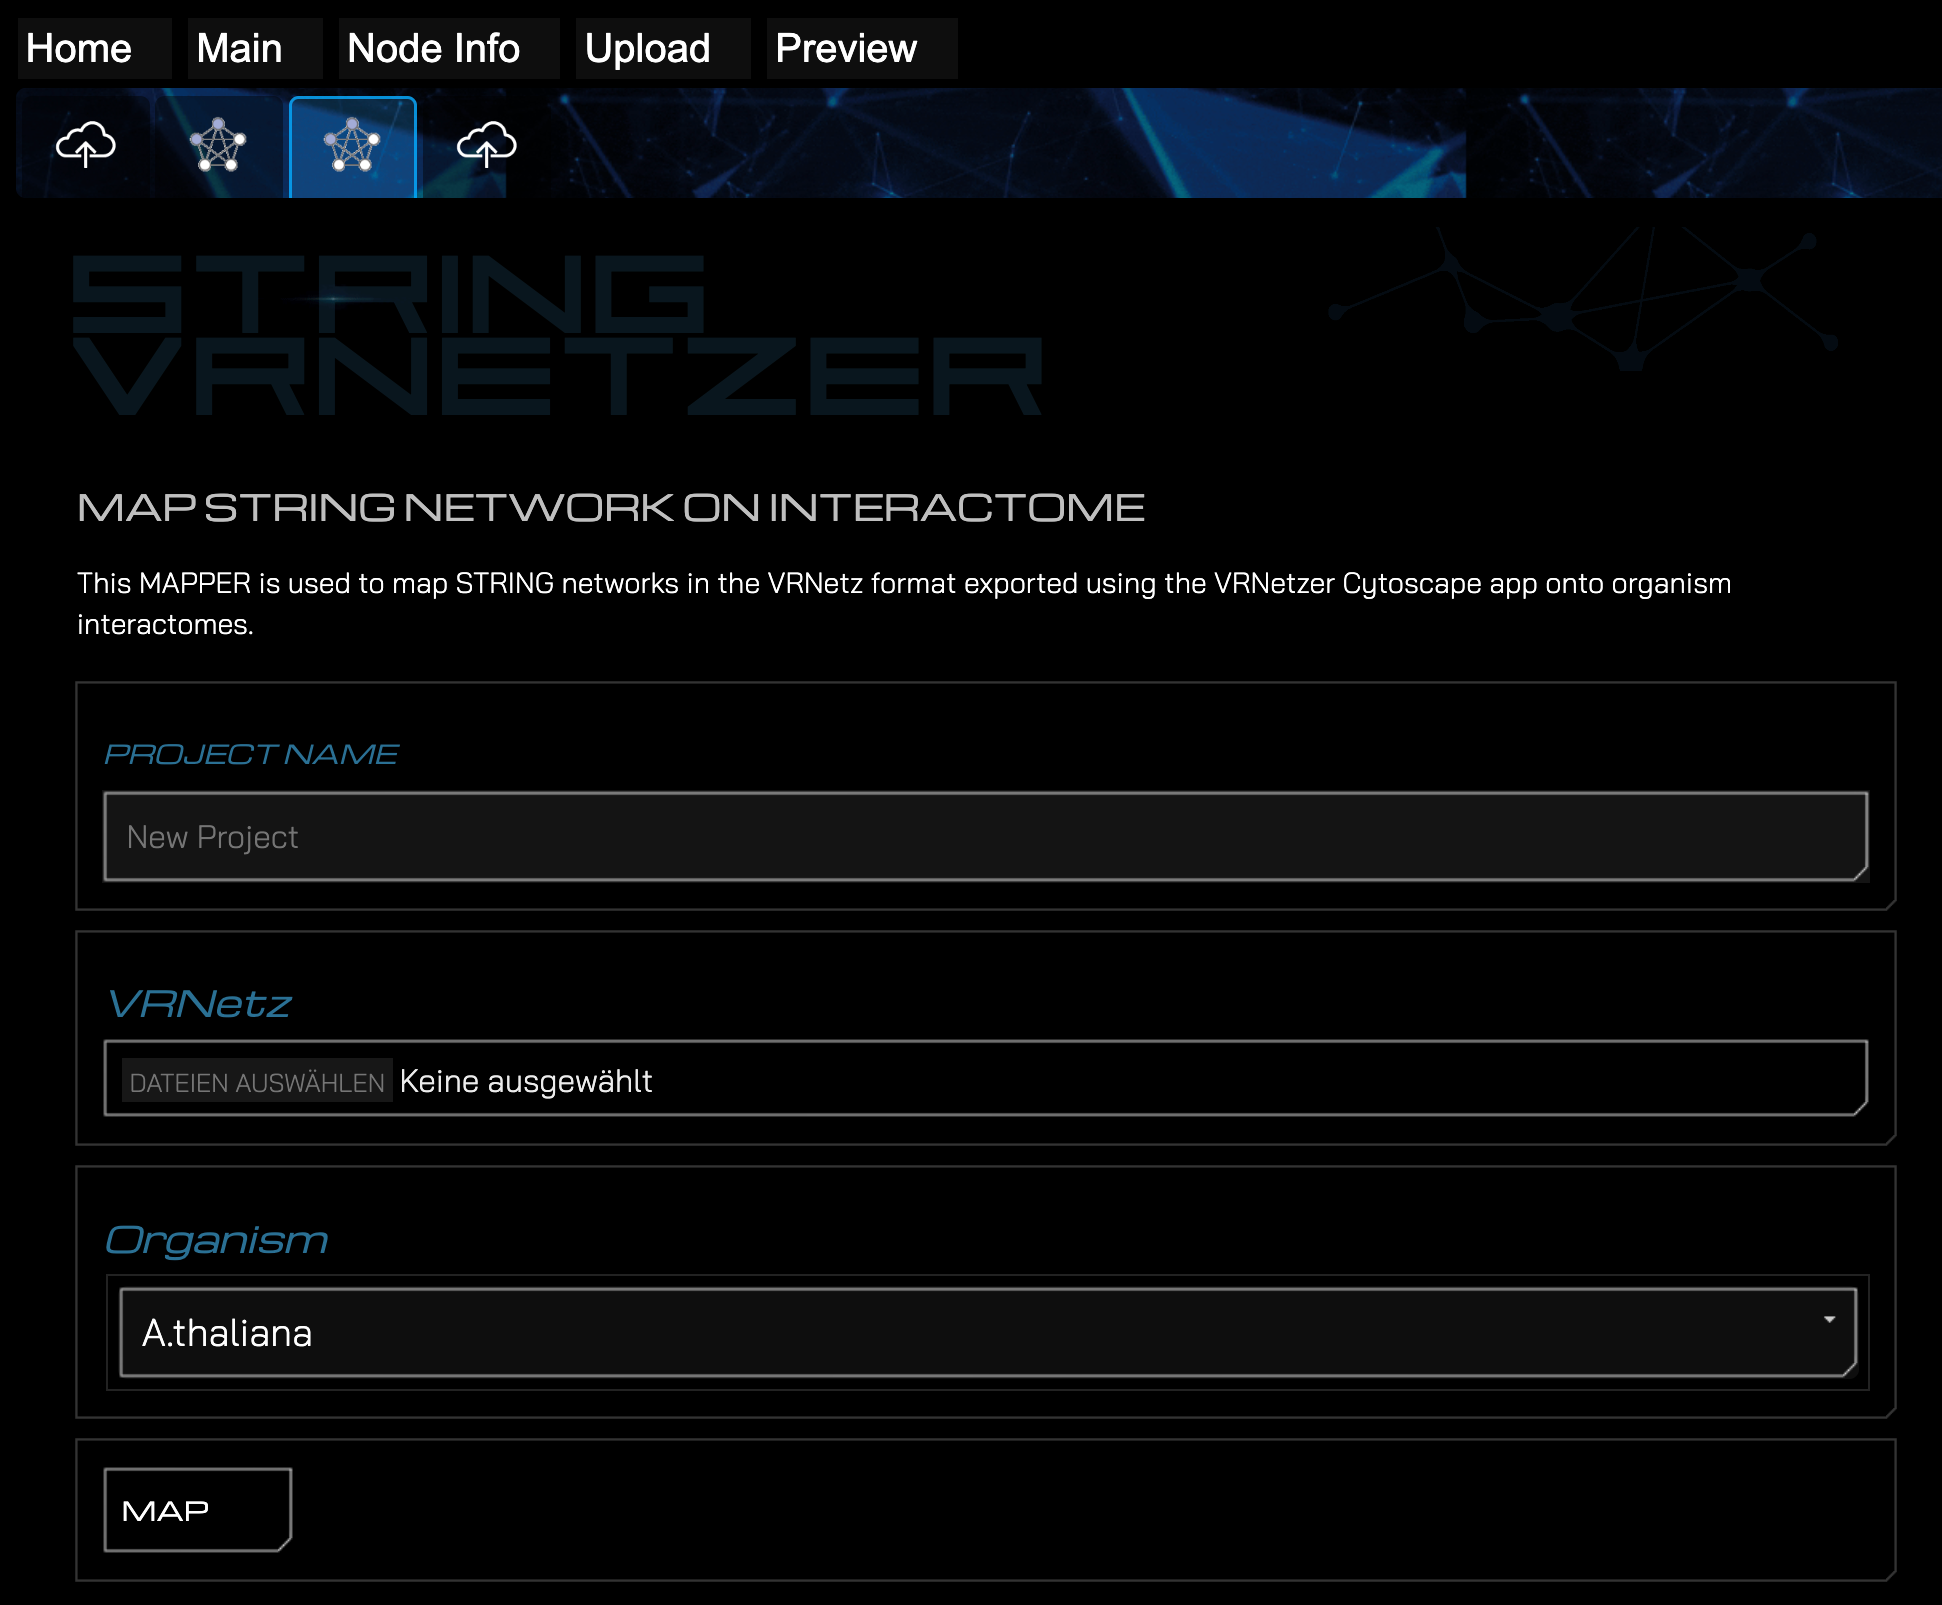 Home Main Node Info Upload Preview
STRING
VRNETZER
MAP STRING NETWORK ON INTERACTOME
This MAPPER is used to map STRING networks in the VRNetz format exported using the VRNetzer Cytoscape app onto organism
interactomes.
PROJECT NAME
New Project
VRNetz
DATEIEN AUSWÄHLEN Keine ausgewählt
Organism
A.thaliana
MAP